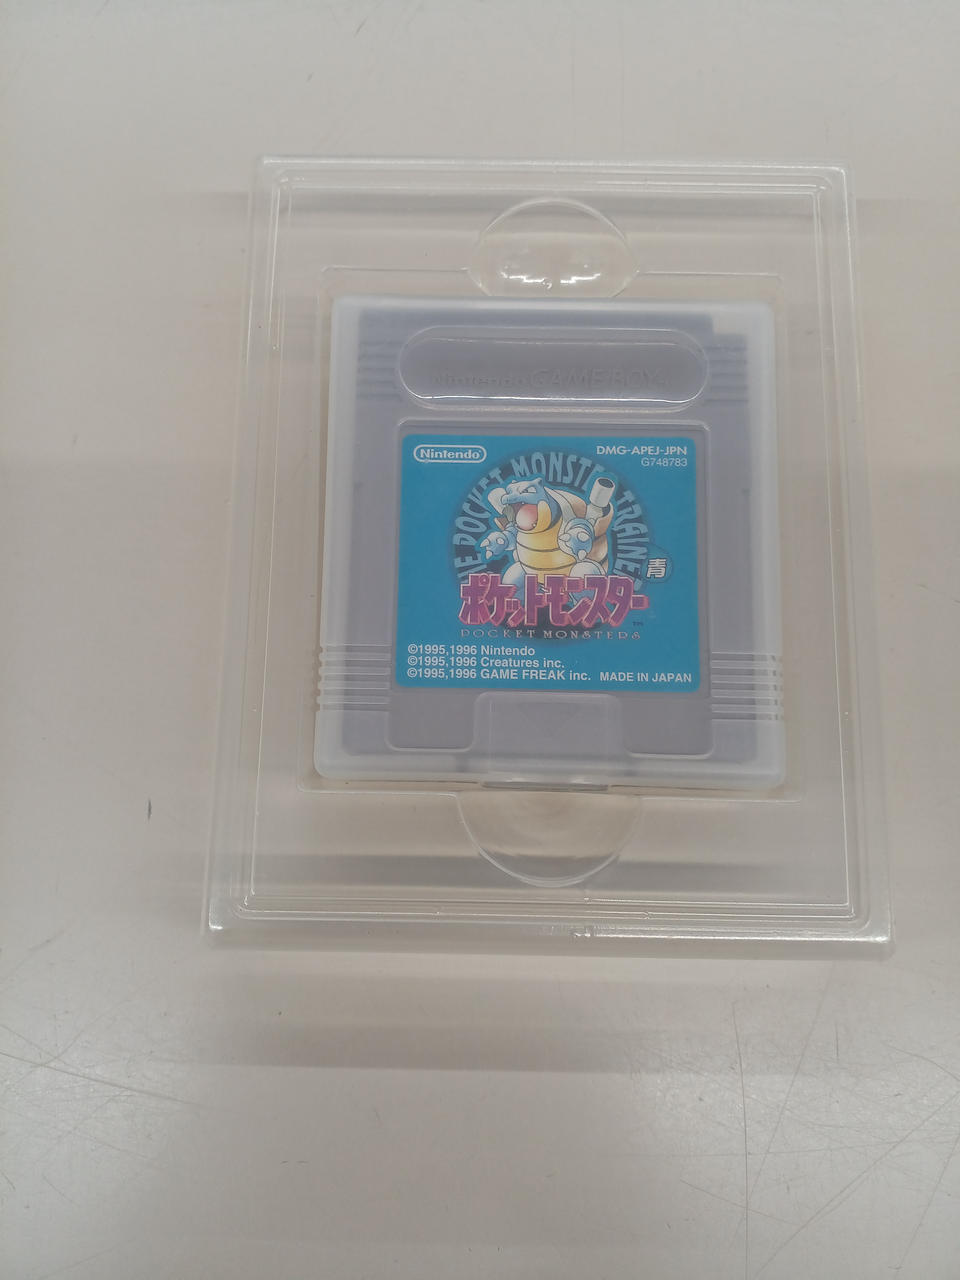 Nintendo GAME BOY
Nintendo
DMG-APEJ-JPN
G748783
THE POCKET MONSTER TRAINER
青
ポケットモンスター
TM
POCKET MONSTERS
©1995,1996 Nintendo
©1995,1996 Creatures inc.
©1995,1996 GAME FREAK inc. MADE IN JAPAN